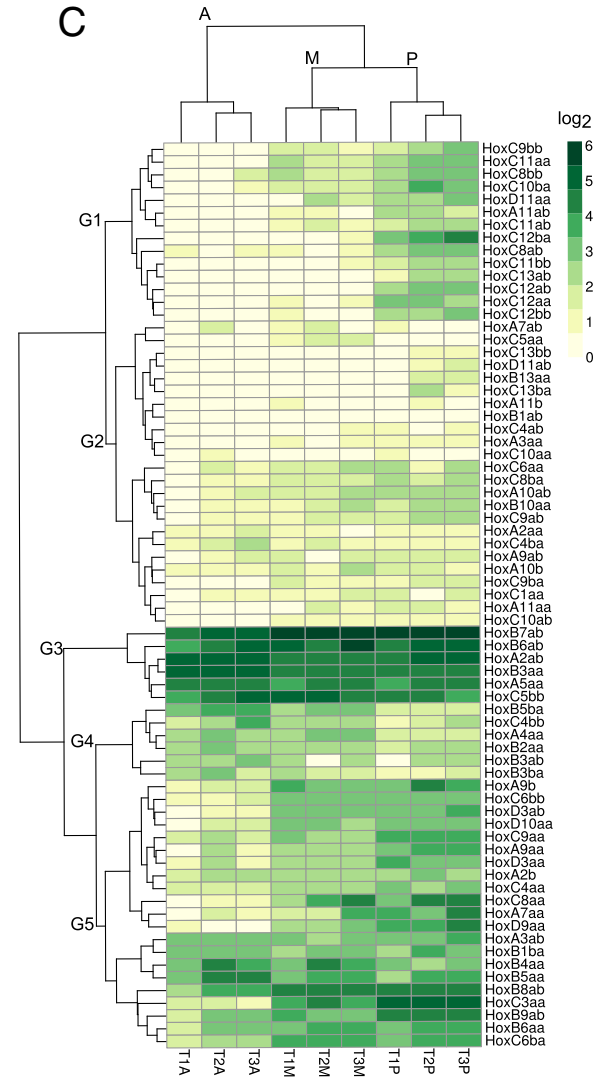 C
A
M
P
log2
6
5
4
3
2
1
0
G1
G2
G3
G4
G5
HoxC9bb
HoxC11aa
HoxC8bb
HoxC10ba
HoxD11aa
HoxA11ab
HoxC11ab
HoxC12ba
HoxC8ab
HoxC11bb
HoxC13ab
HoxC12ab
HoxC12aa
HoxC12bb
HoxA7ab
HoxC5aa
HoxC13bb
HoxD11ab
HoxB13aa
HoxC13ba
HoxA11b
HoxB1ab
HoxC4ab
HoxA3aa
HoxC10aa
HoxC6aa
HoxC8ba
HoxA10ab
HoxB10aa
HoxC9ab
HoxA2aa
HoxC4ba
HoxA9ab
HoxA10b
HoxC9ba
HoxC1aa
HoxA11aa
HoxC10ab
HoxB7ab
HoxB6ab
HoxA2ab
HoxB3aa
HoxA5aa
HoxC5bb
HoxB5ba
HoxC4bb
HoxA4aa
HoxB2aa
HoxB3ab
HoxB3ba
HoxA9b
HoxC6bb
HoxD3ab
HoxD10aa
HoxC9aa
HoxA9aa
HoxD3aa
HoxA2b
HoxC4aa
HoxC8aa
HoxA7aa
HoxD9aa
HoxA3ab
HoxB1ba
HoxB4aa
HoxB5aa
HoxB8ab
HoxC3aa
HoxB9ab
HoxB6aa
HoxC6ba
T1A T2A T3A T1M T2M T3M T1P T2P T3P